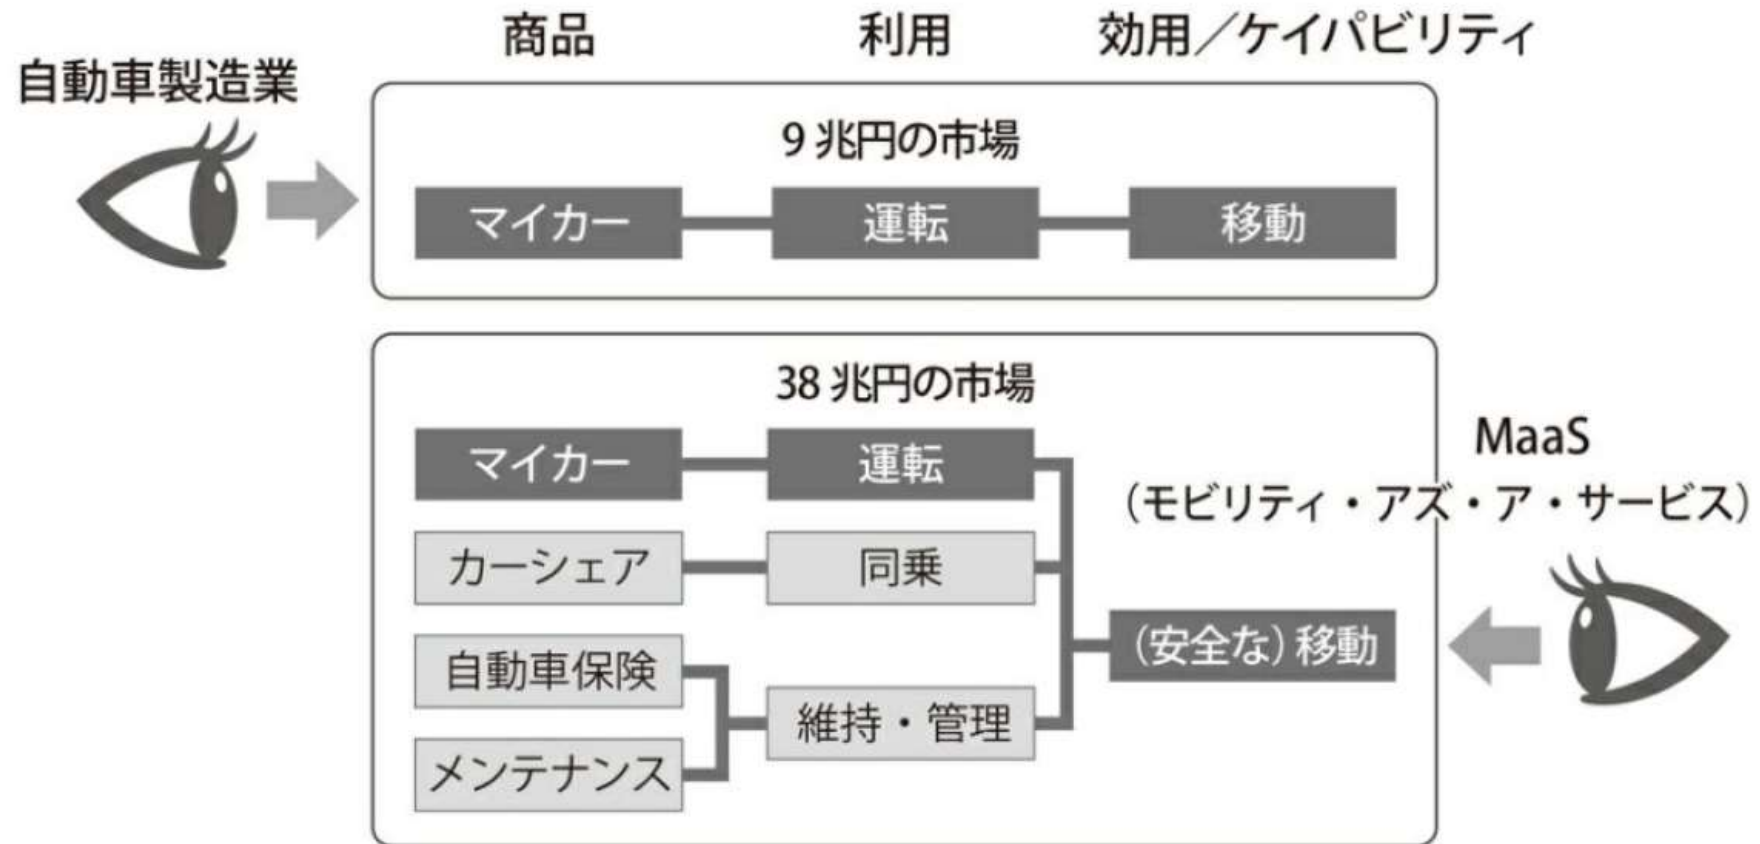 商品
利用
効用／ケイパビリティ
自動車製造業
9 兆円の市場
マイカー
運転
移動
38 兆円の市場
マイカー
運転
MaaS
（モビリティ・アズ・ア・サービス）
カーシェア
同乗
（安全な）移動
自動車保険
維持・管理
メンテナンス